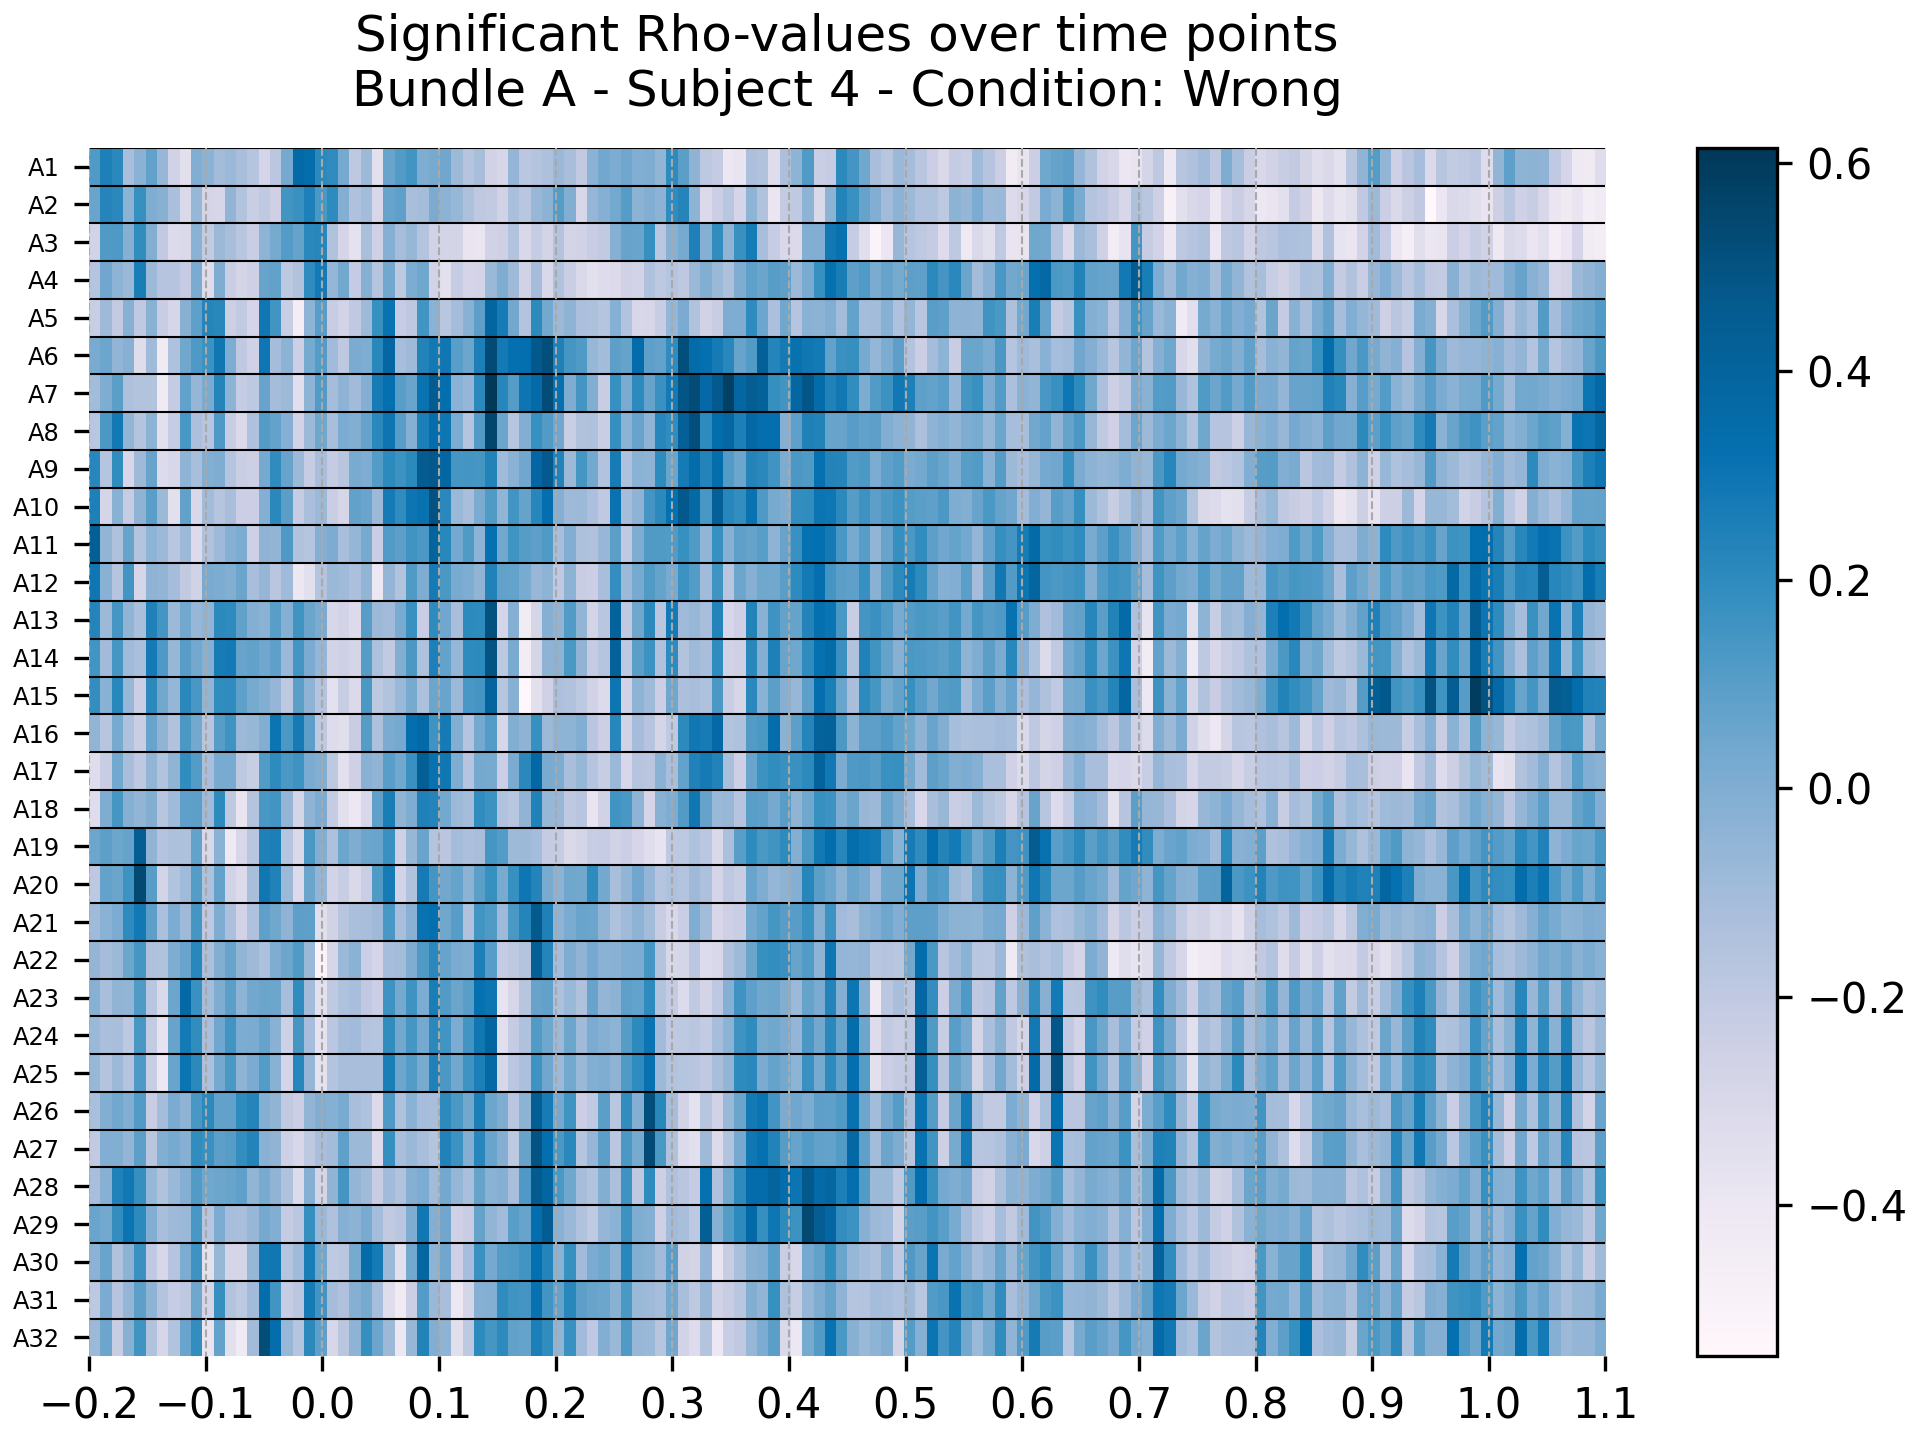 Significant Rho-values over time points
Bundle A - Subject 4 - Condition: Wrong
A1
A2
A3
A4
A5
A6
A7
A8
A9
A10
A11
A12
A13
A14
A15
A16
A17
A18
A19
A20
A21
A22
A23
A24
A25
A26
A27
A28
A29
A30
A31
A32
−0.2 −0.1 0.0 0.1 0.2 0.3 0.4 0.5 0.6 0.7 0.8 0.9 1.0 1.1
0.6
0.4
0.2
0.0
−0.2
−0.4